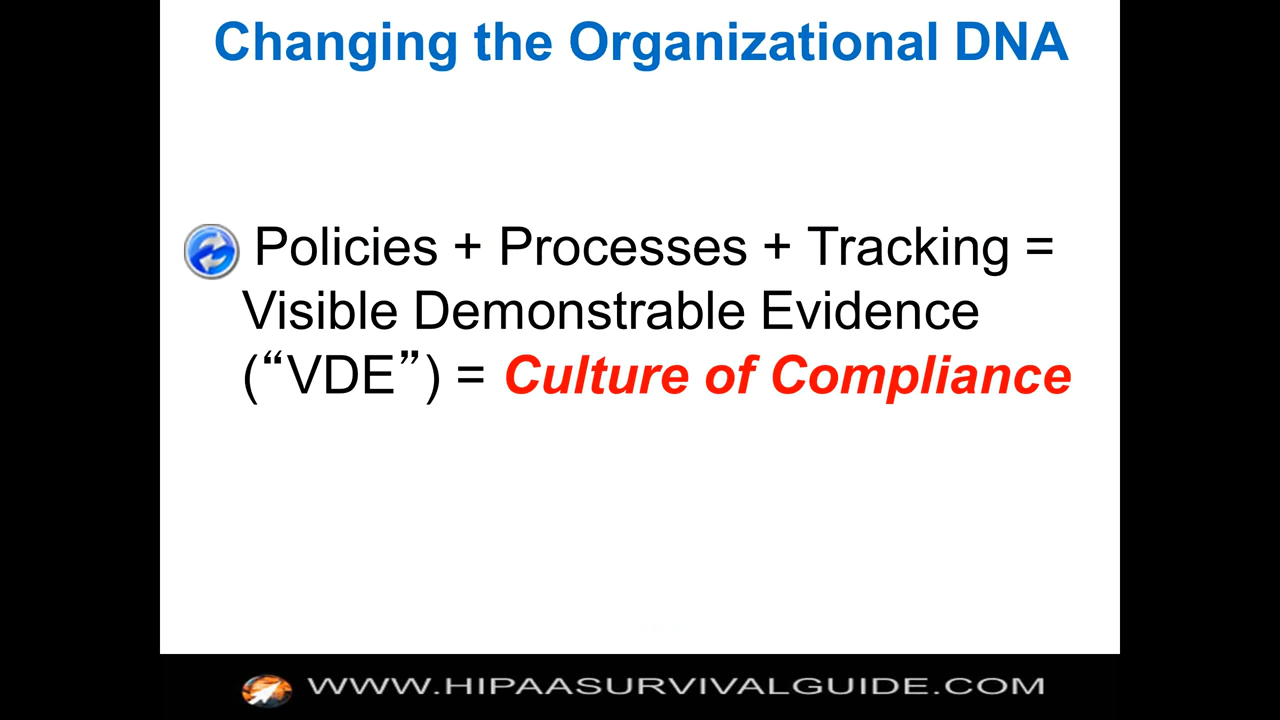 Changing the Organizational DNA
Policies + Processes + Tracking =
Visible Demonstrable Evidence
(“VDE”) = Culture of Compliance
WWW.HIPAASURVIVALGUIDE.COM